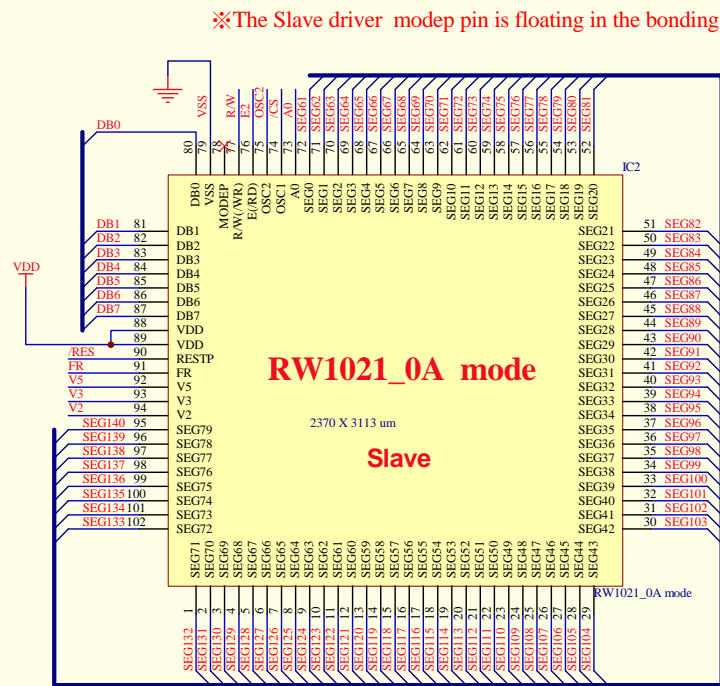 ※The Slave driver modep pin is floating in the bonding
DB0
VSS
R/W
E2
OSC2
/CS
A0
SEG61
SEG62
SEG63
SEG64
SEG65
SEG66
SEG67
SEG68
SEG69
SEG70
SEG71
SEG72
SEG73
SEG74
SEG75
SEG76
SEG77
SEG78
SEG79
SEG80
SEG81
80 79 78 77 76 75 74 73 72 71 70 69 68 67 66 65 64 63 62 61 60 59 58 57 56 55 54 53 52
IC2
DB0
VSS
MODEP
R/W(/WR)
E(/RD)
OSC2
OSC1
A0
SEG0
SEG1
SEG2
SEG3
SEG4
SEG5
SEG6
SEG7
SEG8
SEG9
SEG10
SEG11
SEG12
SEG13
SEG14
SEG15
SEG16
SEG17
SEG18
SEG19
SEG20
DB1 81 DB1
DB2 82 DB2
DB3 83 DB3
DB4 84 DB4
DB5 85 DB5
DB6 86 DB6
DB7 87 DB7
VDD
88 VDD
89 VDD
/RES 90 RESTP
FR 91 FR
V5 92 V5
V3 93 V3
V2 94 V2
SEG140 95 SEG79
SEG139 96 SEG78
SEG138 97 SEG77
SEG137 98 SEG76
SEG136 99 SEG75
SEG135 100 SEG74
SEG134 101 SEG73
SEG133 102 SEG72
RW1021_0A mode
2370 X 3113 um
Slave
SEG21 51 SEG82
SEG22 50 SEG83
SEG23 49 SEG84
SEG24 48 SEG85
SEG25 47 SEG86
SEG26 46 SEG87
SEG27 45 SEG88
SEG28 44 SEG89
SEG29 43 SEG90
SEG30 42 SEG91
SEG31 41 SEG92
SEG32 40 SEG93
SEG33 39 SEG94
SEG34 38 SEG95
SEG35 37 SEG96
SEG36 36 SEG97
SEG37 35 SEG98
SEG38 34 SEG99
SEG39 33 SEG100
SEG40 32 SEG101
SEG41 31 SEG102
SEG42 30 SEG103
SEG71
SEG70
SEG69
SEG68
SEG67
SEG66
SEG65
SEG64
SEG63
SEG62
SEG61
SEG60
SEG59
SEG58
SEG57
SEG56
SEG55
SEG54
SEG53
SEG52
SEG51
SEG50
SEG49
SEG48
SEG47
SEG46
SEG45
SEG44
SEG43
RW1021_0A mode
1 2 3 4 5 6 7 8 9 10 11 12 13 14 15 16 17 18 19 20 21 22 23 24 25 26 27 28 29
SEG132
SEG131
SEG130
SEG129
SEG128
SEG127
SEG126
SEG125
SEG124
SEG123
SEG122
SEG121
SEG120
SEG119
SEG118
SEG117
SEG116
SEG115
SEG114
SEG113
SEG112
SEG111
SEG110
SEG109
SEG108
SEG107
SEG106
SEG105
SEG104